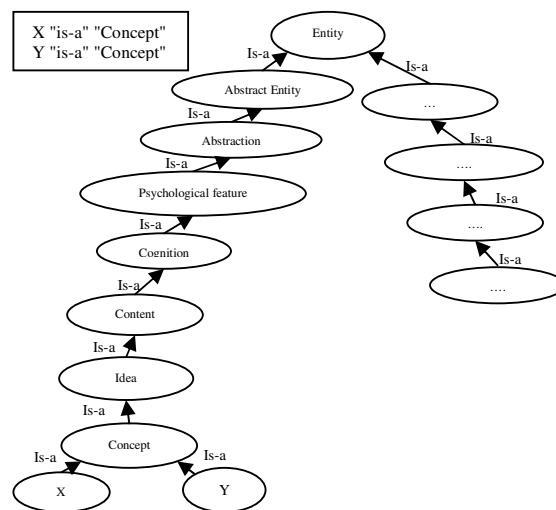 X "is-a" "Concept"
Y "is-a" "Concept"
Entity
Is-a
Is-a
Abstract Entity
…
Is-a
Is-a
Abstraction
….
Is-a
Is-a
Psychological feature
….
Is-a
Is-a
Cognition
….
Is-a
Content
Is-a
Idea
Is-a
Concept
Is-a
Is-a
X
Y